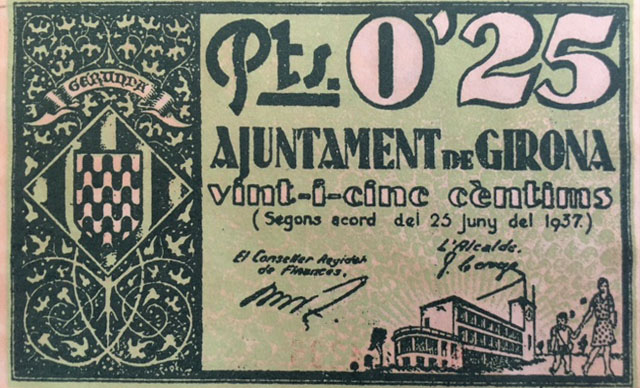 GERUNDA
Pts. 0'25
AJUNTAMENT DE GIRONA
vint-i-cinc cèntims
(Segons acord del 25 juny del 1937.)
El Conseller Regidor de Finances.
L'Alcalde.